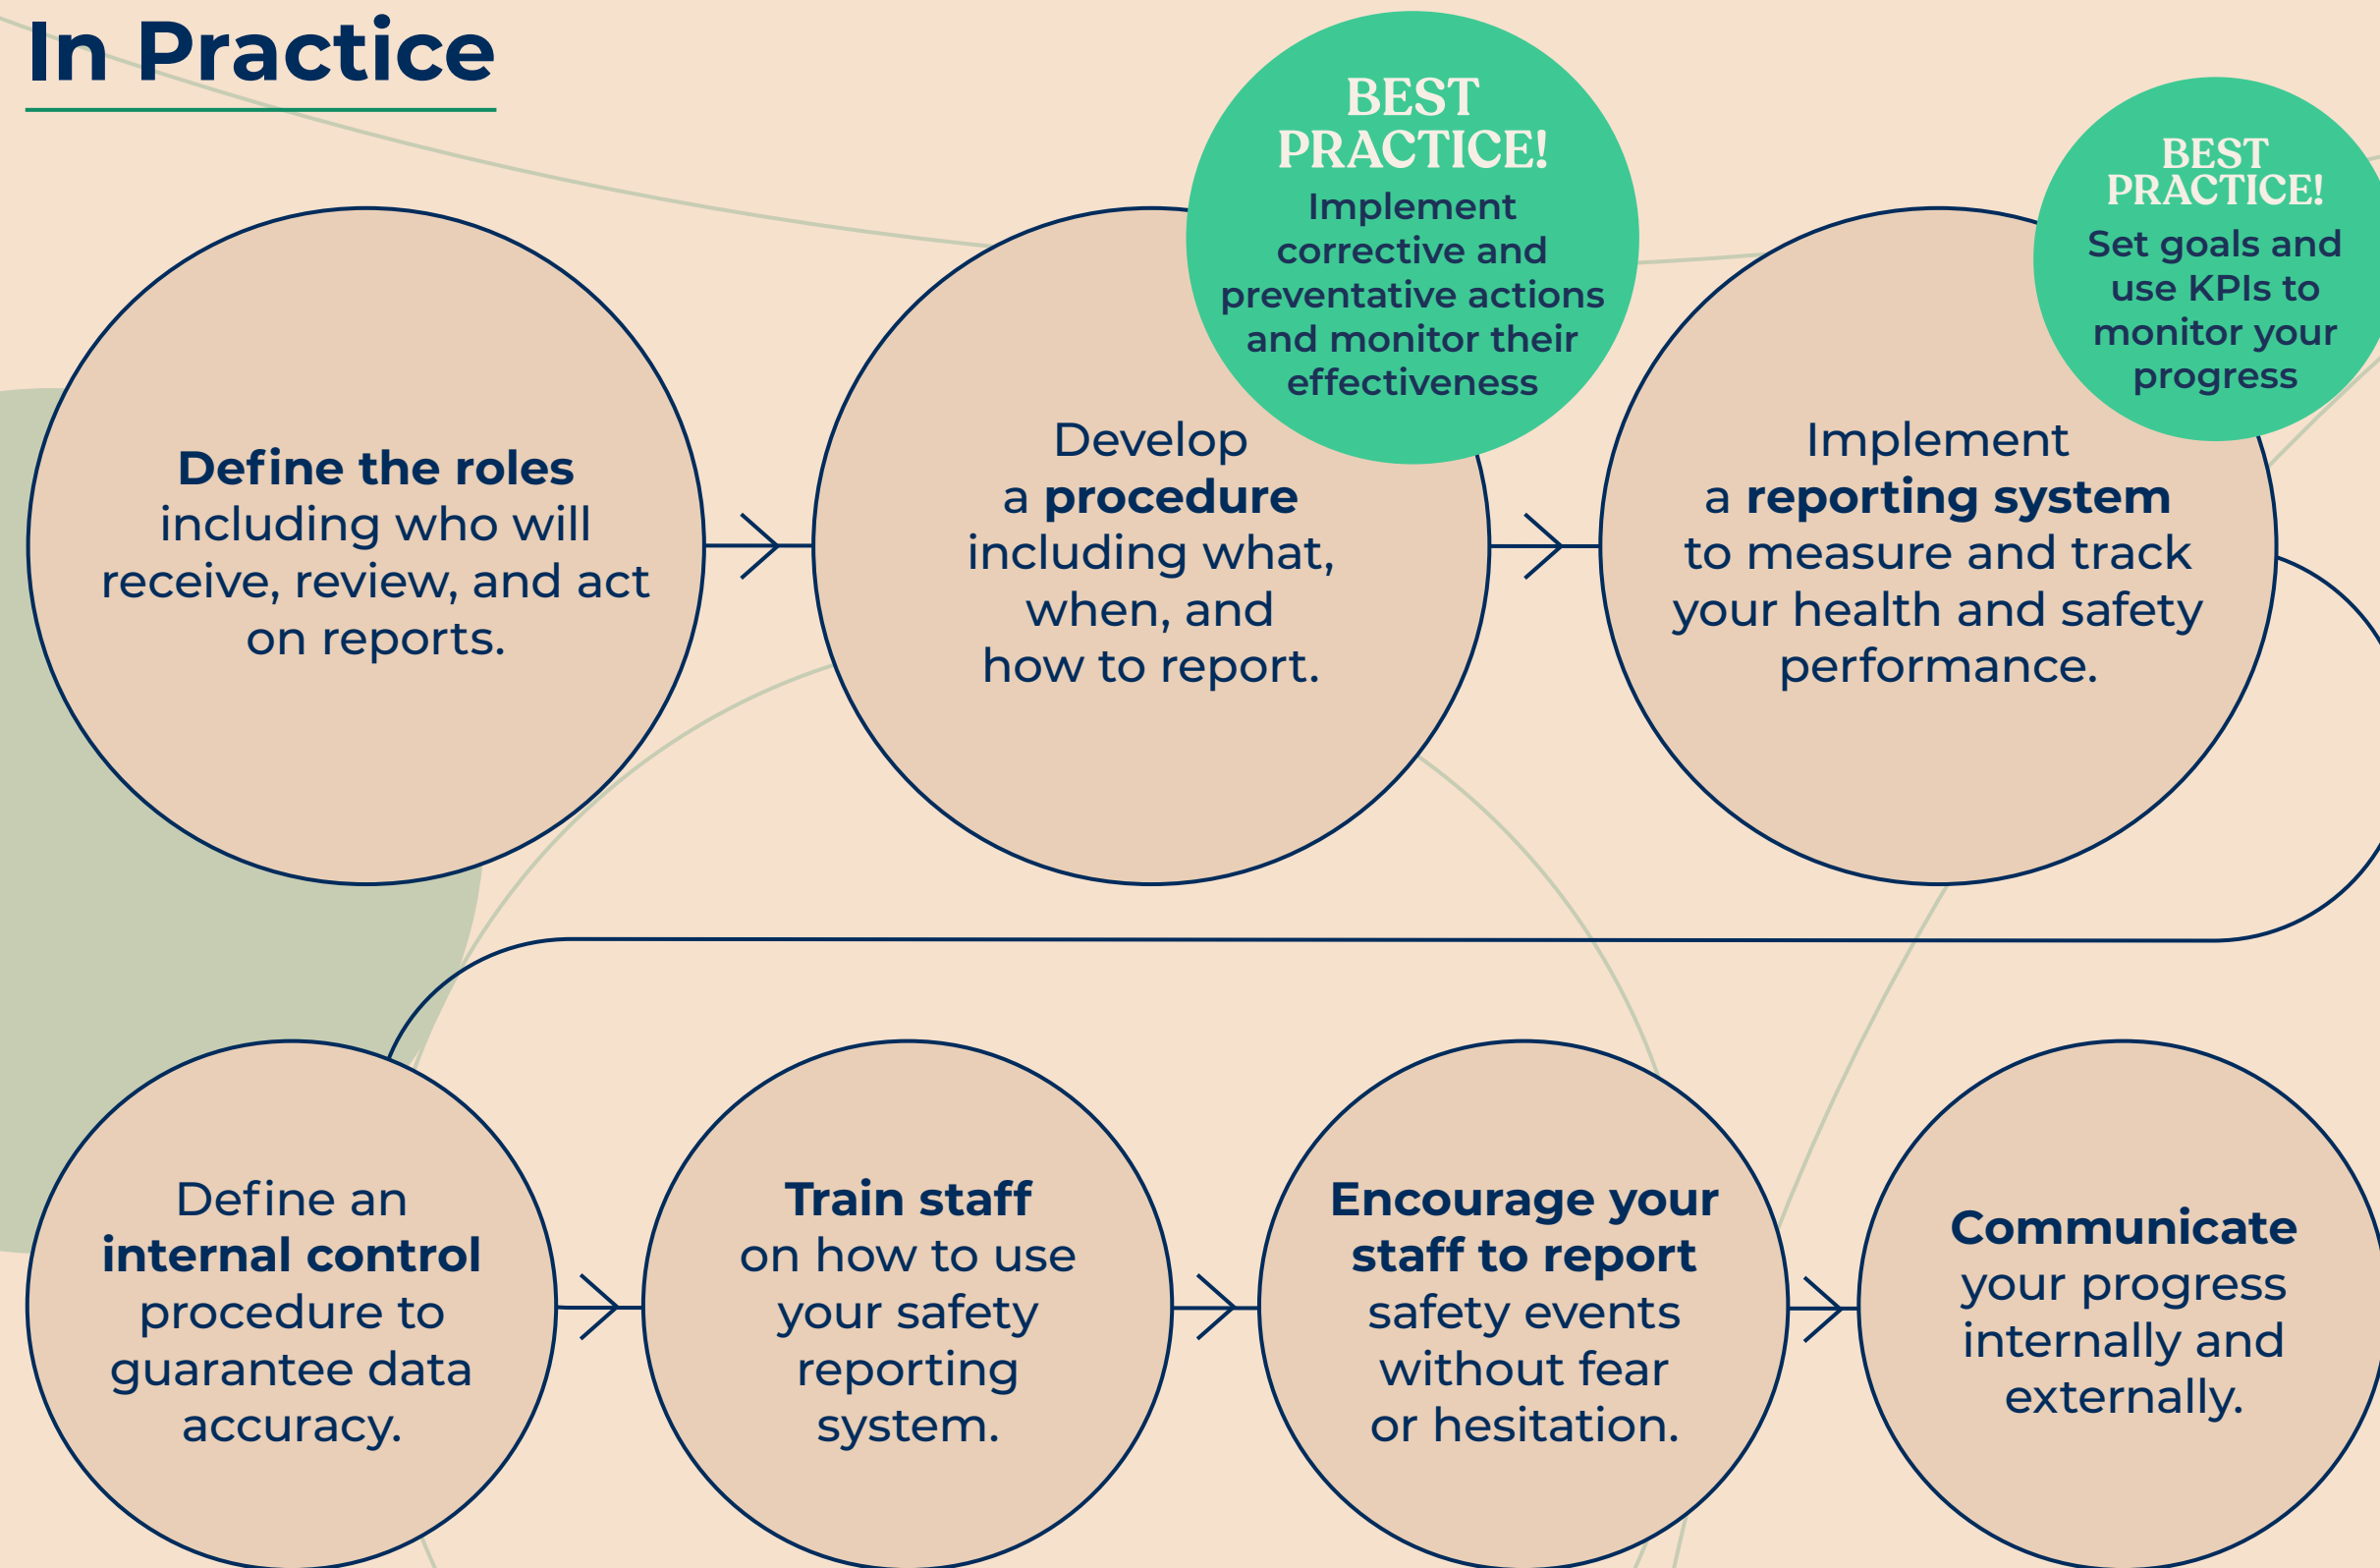 In Practice
Define the roles
including who will
receive, review, and act
on reports.
BEST
PRACTICE!
Implement
corrective and
preventative actions
and monitor their
effectiveness
Develop
a procedure
including what,
when, and
how to report.
BEST
PRACTICE!
Set goals and
use KPIs to
monitor your
progress
Implement
a reporting system
to measure and track
your health and safety
performance.
Define an
internal control
procedure to
guarantee data
accuracy.
Train staff
on how to use
your safety
reporting
system.
Encourage your
staff to report
safety events
without fear
or hesitation.
Communicate
your progress
internally and
externally.